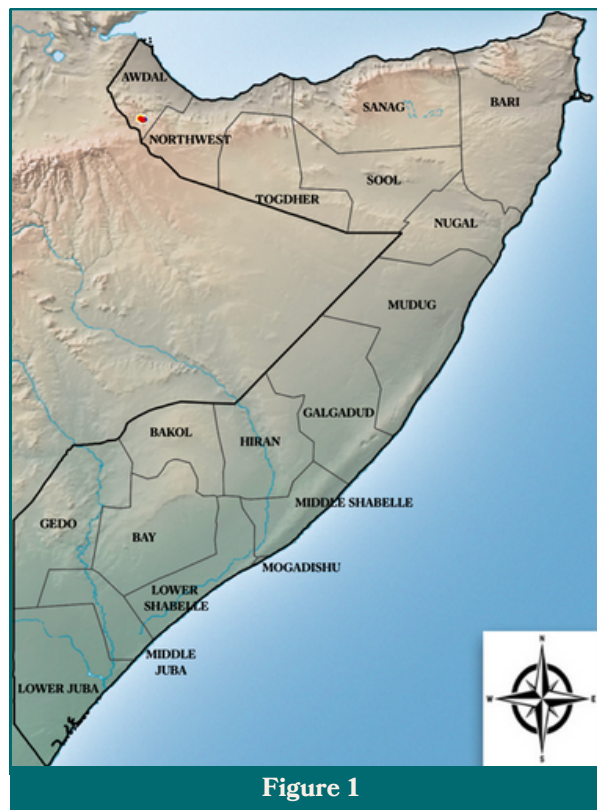 AWDAL
SANAG
BARI
NORTHWEST
SOOL
TOGDHER
NUGAL
MUDUG
GALGADUD
BAKOL
HIRAN
MIDDLE SHABELLE
GEDO
BAY
MOGADISHU
LOWER
SHABELLE
MIDDLE
JUBA
LOWER JUBA
N
W
E
S
Figure 1